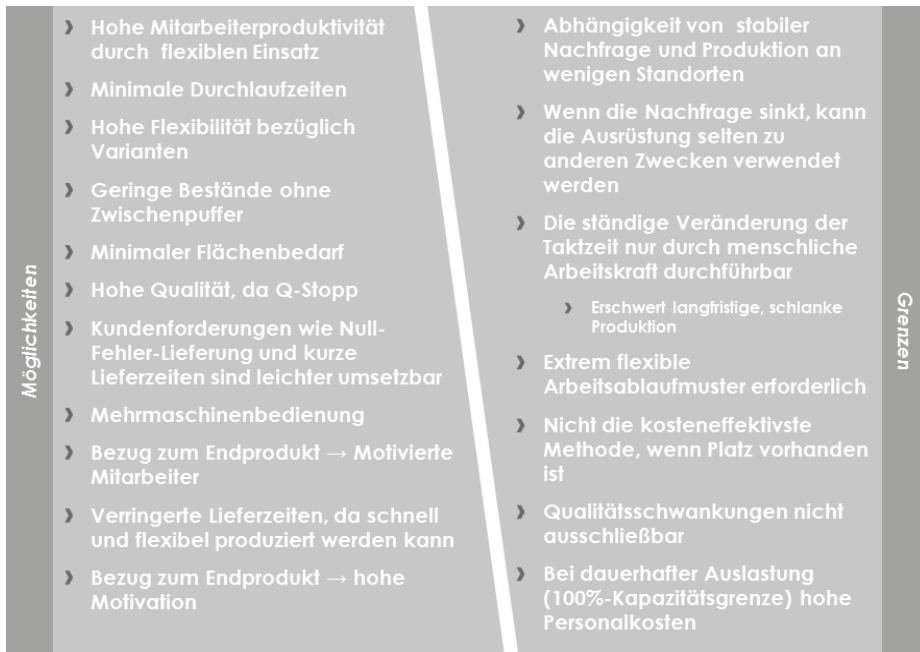 Möglichkeiten
Hohe Mitarbeiterproduktivität
durch flexiblen Einsatz
Minimale Durchlaufzeiten
Hohe Flexibilität bezüglich
Varianten
Geringe Bestände ohne
Zwischenpuffer
Minimaler Flächenbedarf
Hohe Qualität, da Q-Stopp
Kundenforderungen wie Null-
Fehler-Lieferung und kurze
Lieferzeiten sind leichter umsetzbar
Mehrmaschinenbedienung
Bezug zum Endprodukt → Motivierte
Mitarbeiter
Verringerte Lieferzeiten, da schnell
und flexibel produziert werden kann
Bezug zum Endprodukt → hohe
Motivation
Abhängigkeit von stabiler
Nachfrage und Produktion an
wenigen Standorten
Wenn die Nachfrage sinkt, kann
die Ausrüstung selten zu
anderen Zwecken verwendet
werden
Die ständige Veränderung der
Taktzeit nur durch menschliche
Arbeitskraft durchführbar
Erschwert langfristige, schlanke
Produktion
Extrem flexible
Arbeitsablaufmuster erforderlich
Nicht die kosteneffektivste
Methode, wenn Platz vorhanden
ist
Qualitätsschwankungen nicht
ausschließbar
Bei dauerhafter Auslastung
(100%-Kapazitätsgrenze) hohe
Personalkosten
Grenzen